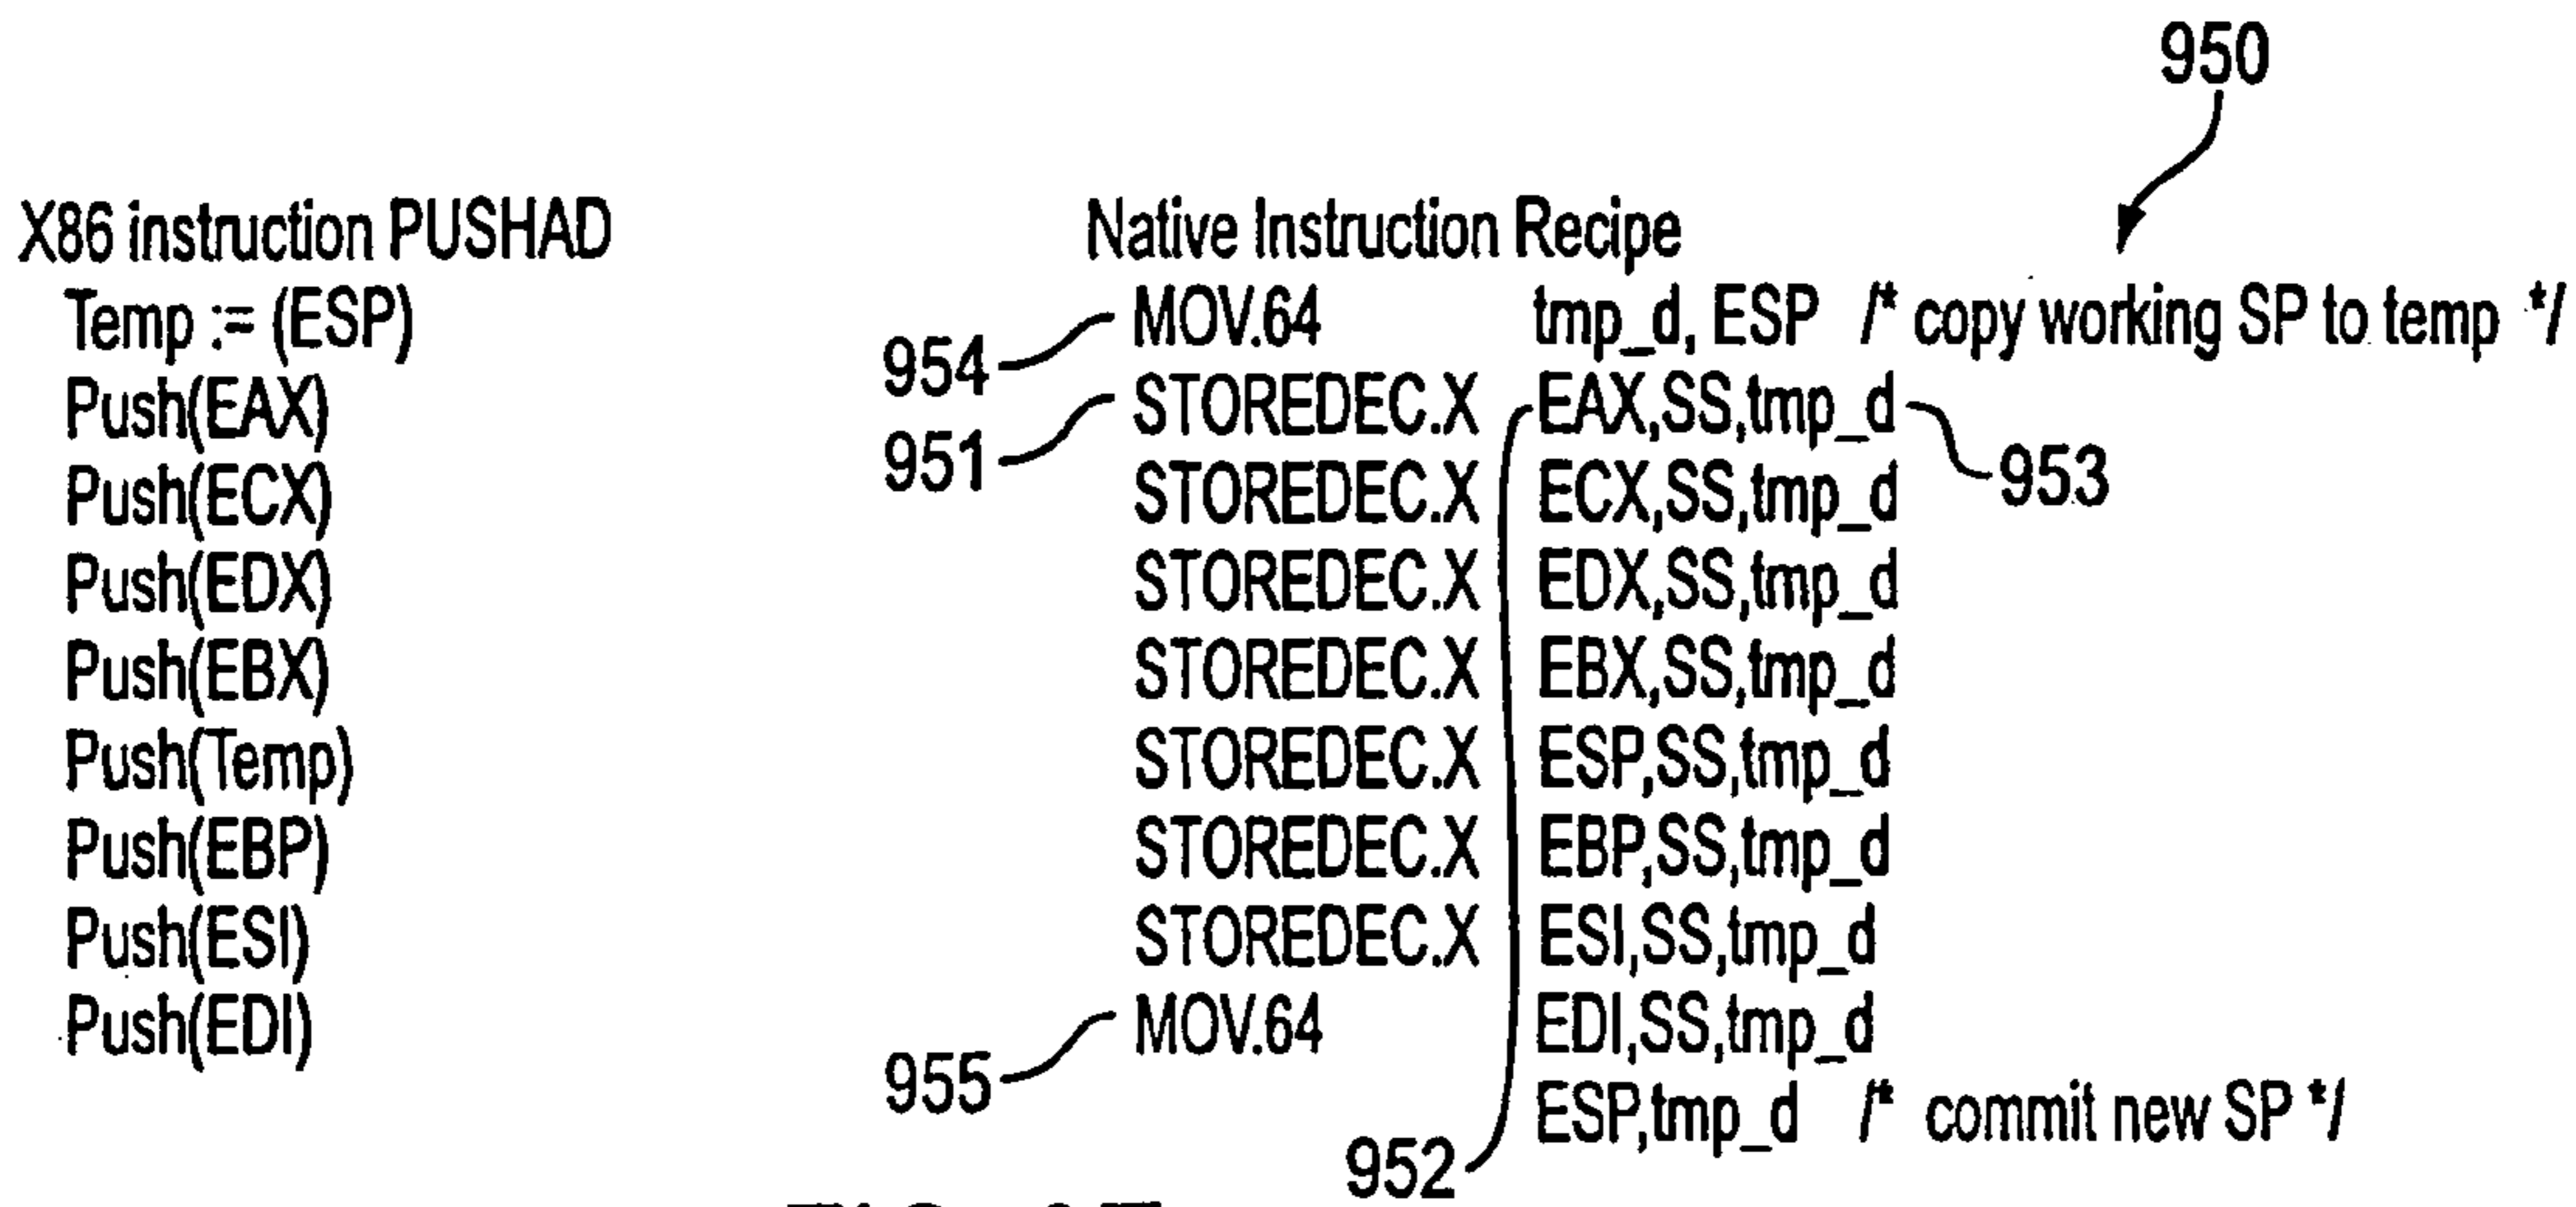 950
X86 instruction PUSHAD Native Instruction Recipe
Temp := (ESP) 954 MOV.64 tmp_d, ESP /* copy working SP to temp */
Push(EAX) 951 STOREDEC.X EAX,SS,tmp_d 953
Push(ECX) STOREDEC.X ECX,SS,tmp_d
Push(EDX) STOREDEC.X EDX,SS,tmp_d
Push(EBX) STOREDEC.X EBX,SS,tmp_d
Push(Temp) STOREDEC.X ESP,SS,tmp_d
Push(EBP) STOREDEC.X EBP,SS,tmp_d
Push(ESI) STOREDEC.X ESI,SS,tmp_d
Push(EDI) 955 MOV.64 EDI,SS,tmp_d
ESP,tmp_d /* commit new SP */
952